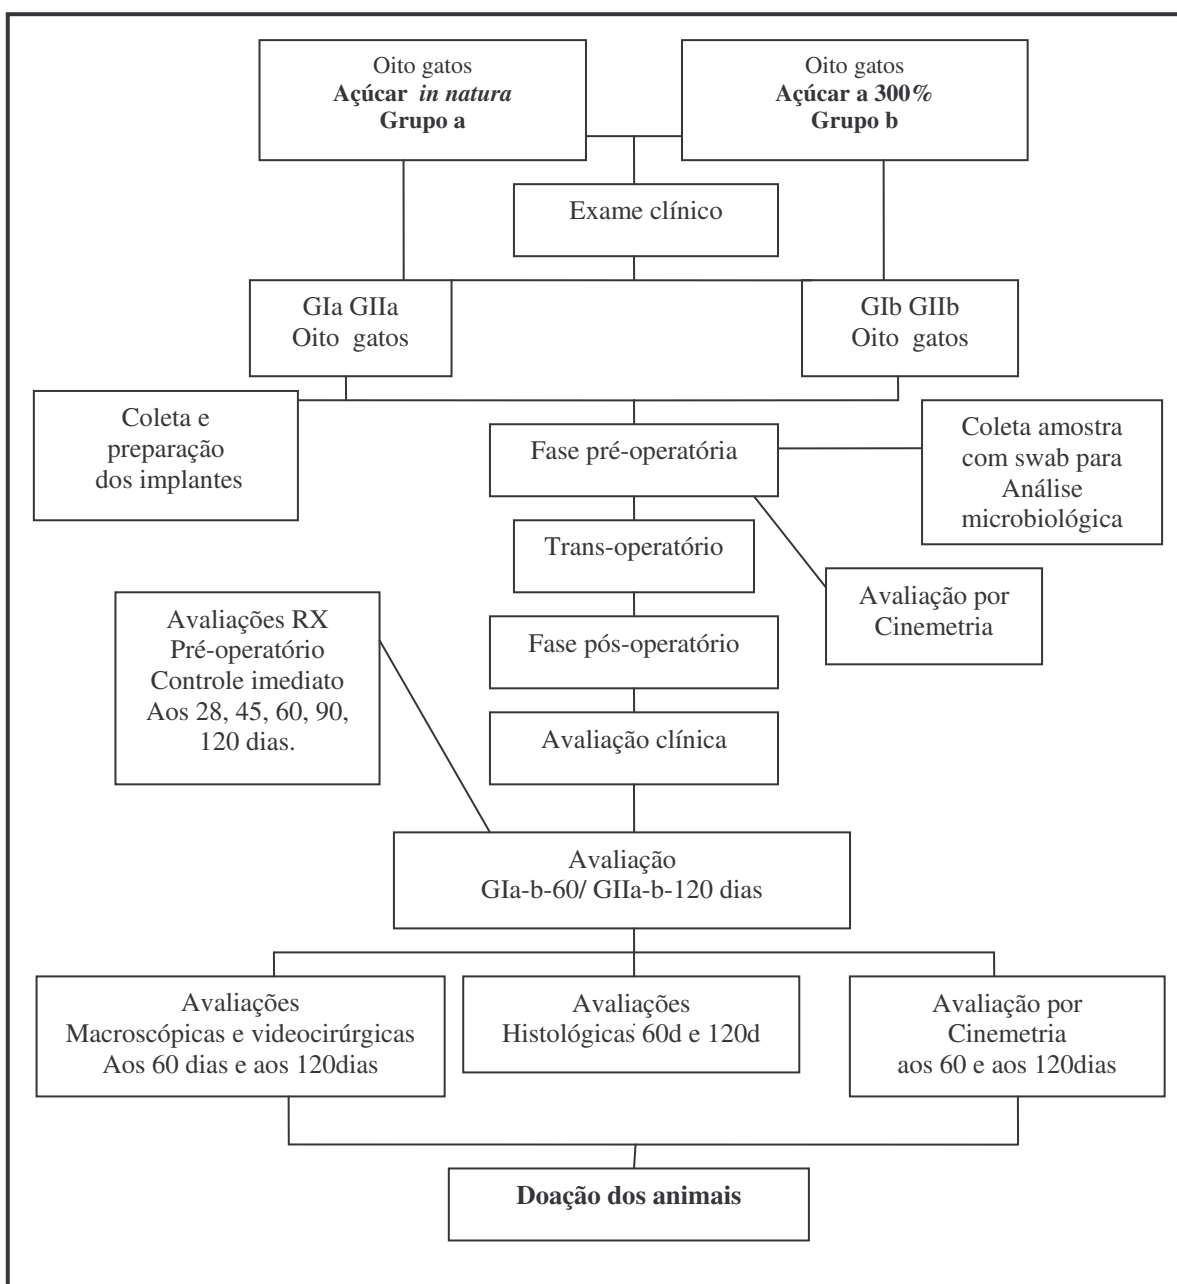 Oito gatos
Açúcar in natura
Grupo a
Oito gatos
Açúcar a 300%
Grupo b
Exame clínico
GIa GIIa
Oito gatos
GIb GIIb
Oito gatos
Coleta e
preparação
dos implantes
Fase pré-operatória
Coleta amostra
com swab para
Análise
microbiológica
Trans-operatório
Avaliação por
Cinemetria
Avaliações RX
Pré-operatório
Controle imediato
Aos 28, 45, 60, 90,
120 dias.
Fase pós-operatório
Avaliação clínica
Avaliação
GIa-b-60/ GIIa-b-120 dias
Avaliações
Macroscópicas e videocirúrgicas
Aos 60 dias e aos 120dias
Avaliações
Histológicas 60d e 120d
Avaliação por
Cinemetria
aos 60 e aos 120dias
Doação dos animais